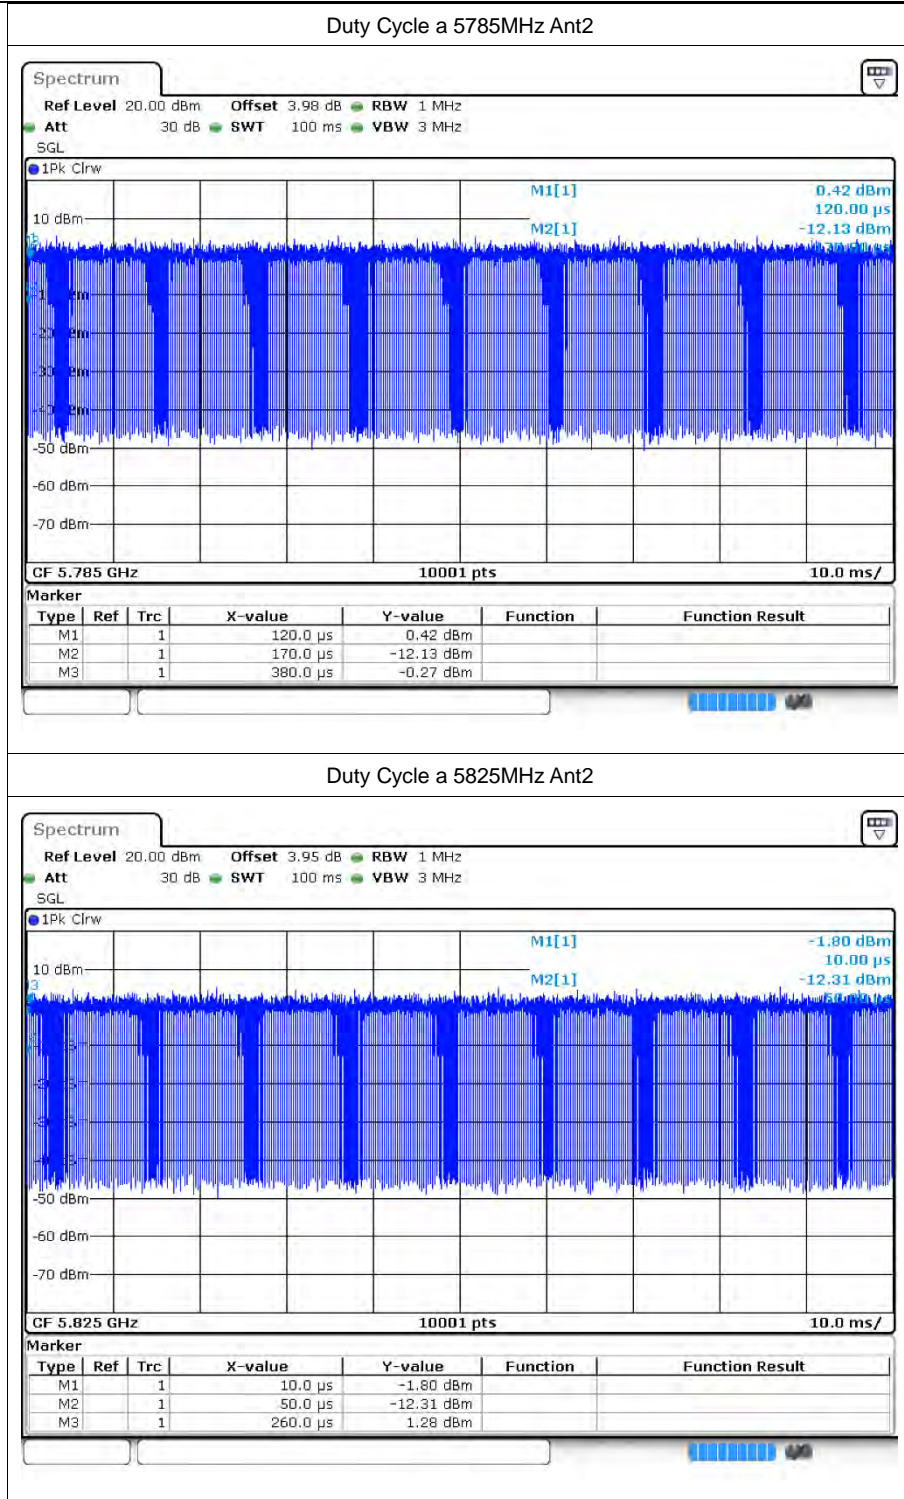 Duty Cycle a 5785MHz Ant2
Spectrum
Ref Level 20.00 dBm Offset 3.98 dB RBW 1 MHz
Att 30 dB SWT 100 ms VBW 3 MHz
SGL
1Pk Clrw
M1[1] 0.42 dBm
120.00 µs
10 dBm
M2[1] -12.13 dBm
-50 dBm
-60 dBm
-70 dBm
CF 5.785 GHz 10001 pts 10.0 ms/
Marker
Type Ref Trc X-value Y-value Function Function Result
M1 1 120.0 µs 0.42 dBm
M2 1 170.0 µs -12.13 dBm
M3 1 380.0 µs -0.27 dBm
Duty Cycle a 5825MHz Ant2
Spectrum
Ref Level 20.00 dBm Offset 3.95 dB RBW 1 MHz
Att 30 dB SWT 100 ms VBW 3 MHz
SGL
1Pk Clrw
M1[1] -1.80 dBm
10.00 µs
10 dBm
M2[1] -12.31 dBm
-50 dBm
-60 dBm
-70 dBm
CF 5.825 GHz 10001 pts 10.0 ms/
Marker
Type Ref Trc X-value Y-value Function Function Result
M1 1 10.0 µs -1.80 dBm
M2 1 50.0 µs -12.31 dBm
M3 1 260.0 µs 1.28 dBm